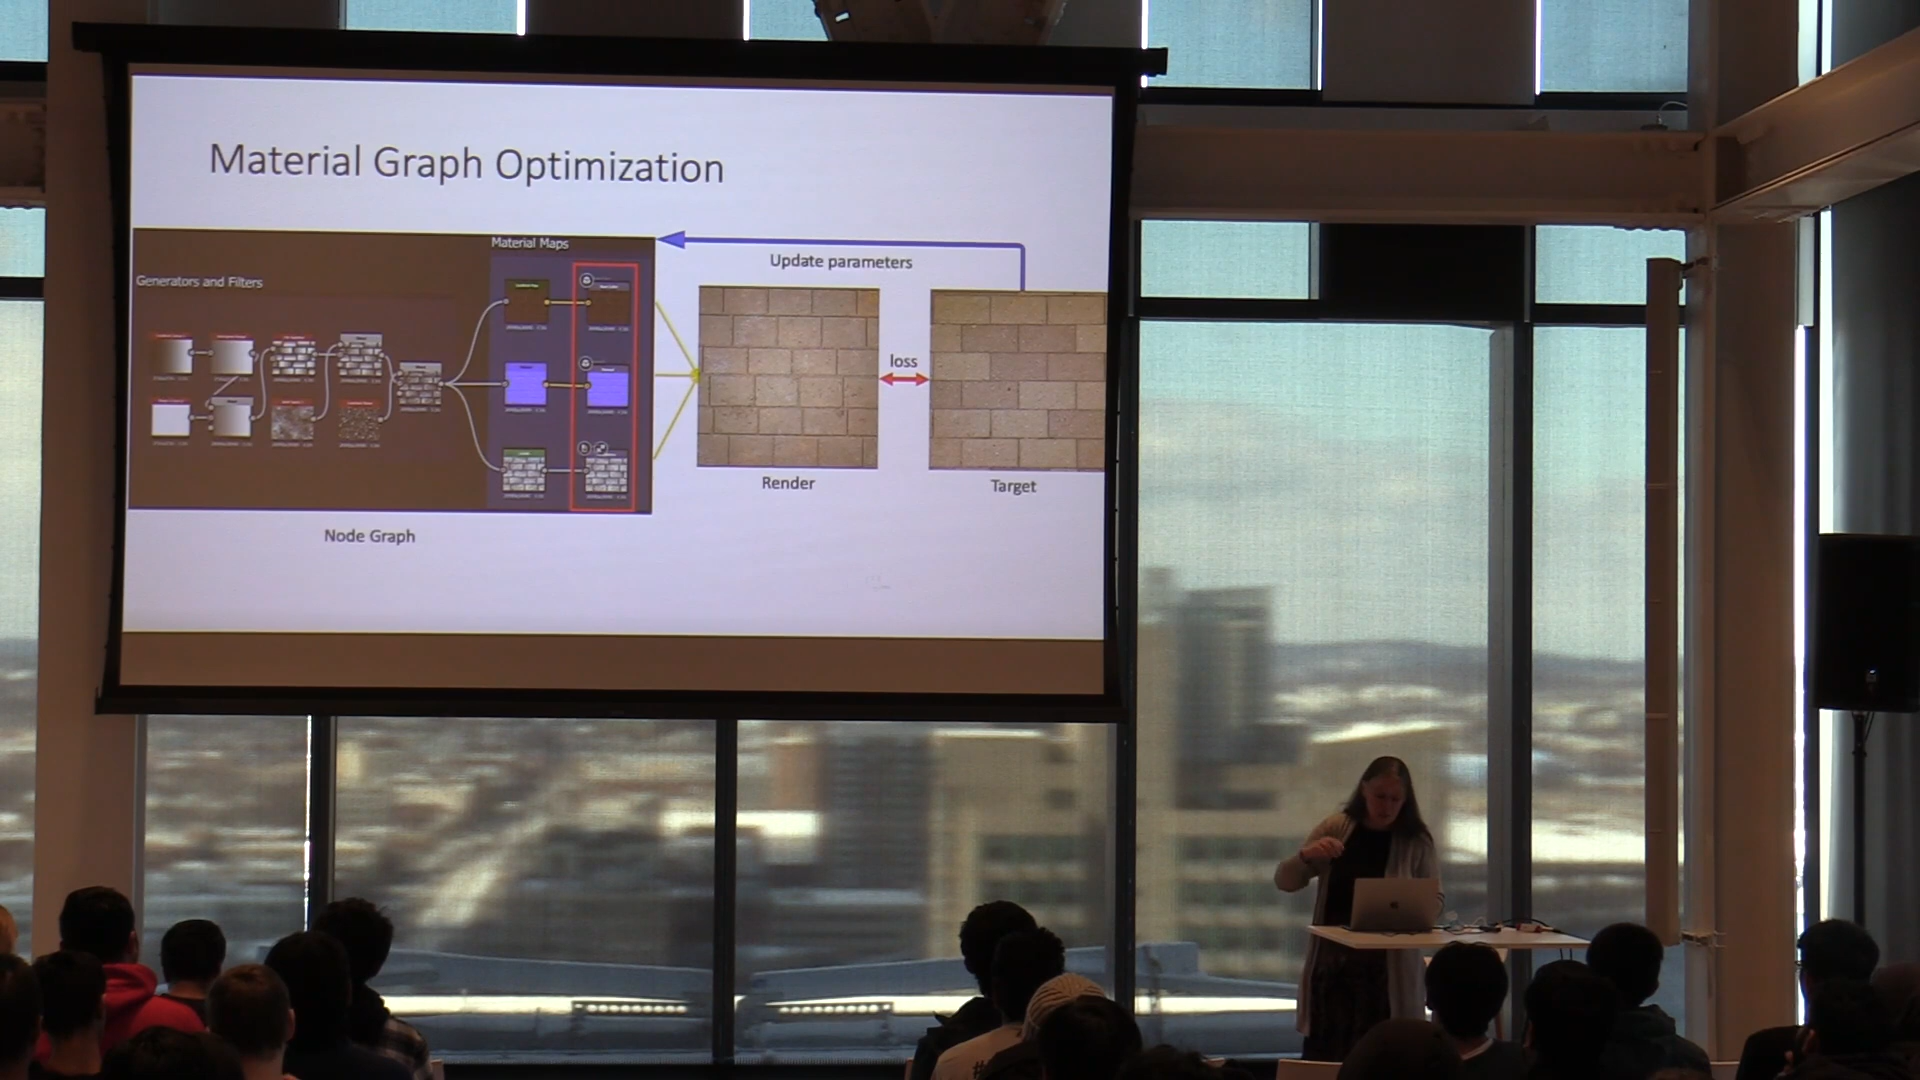 Material Graph Optimization
Material Maps
Generators and Filters
Update parameters
loss
Render
Target
Node Graph